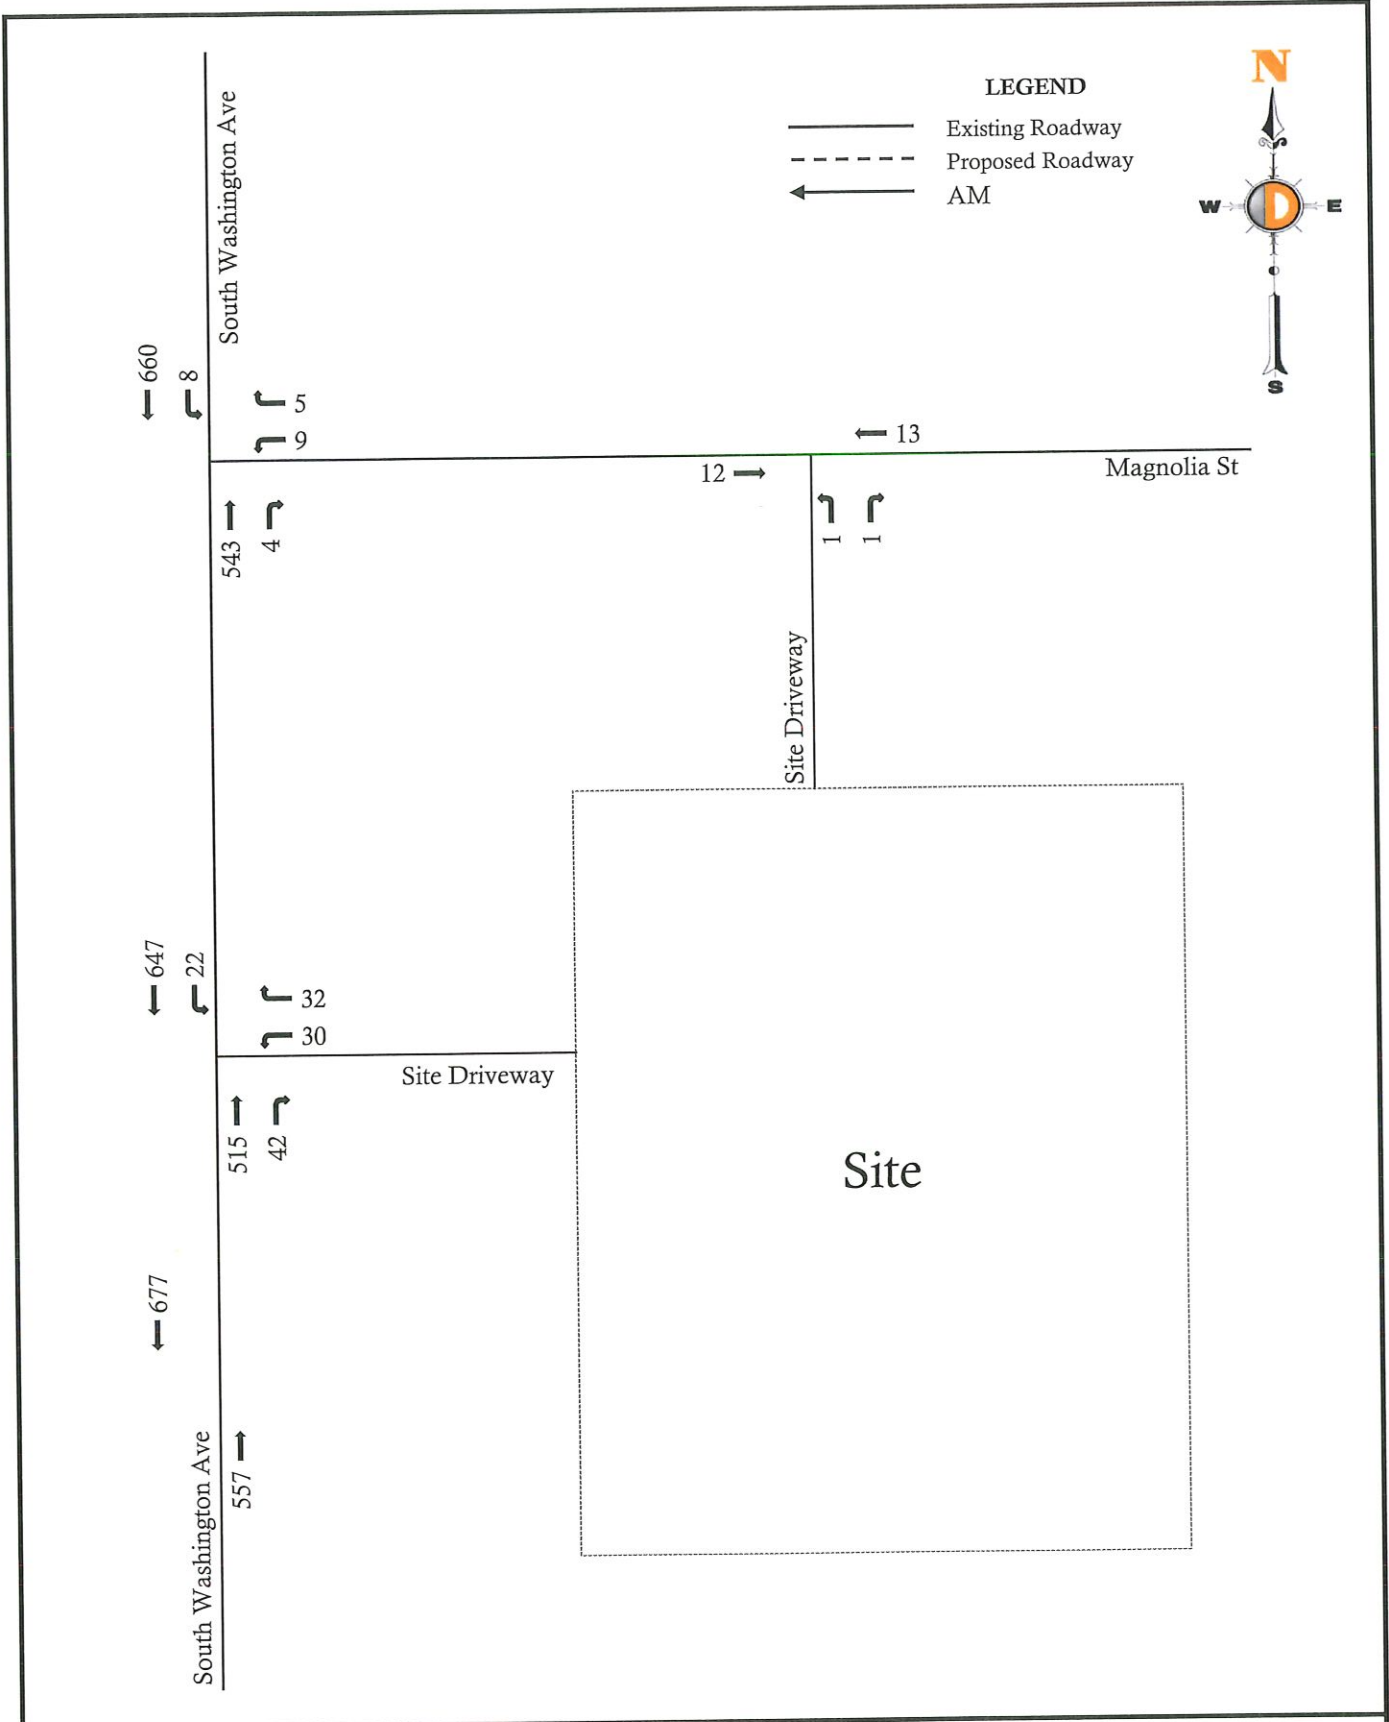 South Washington Ave
LEGEND
Existing Roadway
Proposed Roadway
AM
N
W
D
E
S
660
8
5
9
13
12
Magnolia St
543
4
1
1
Site Driveway
647
22
32
30
Site Driveway
515
42
Site
677
557
South Washington Ave